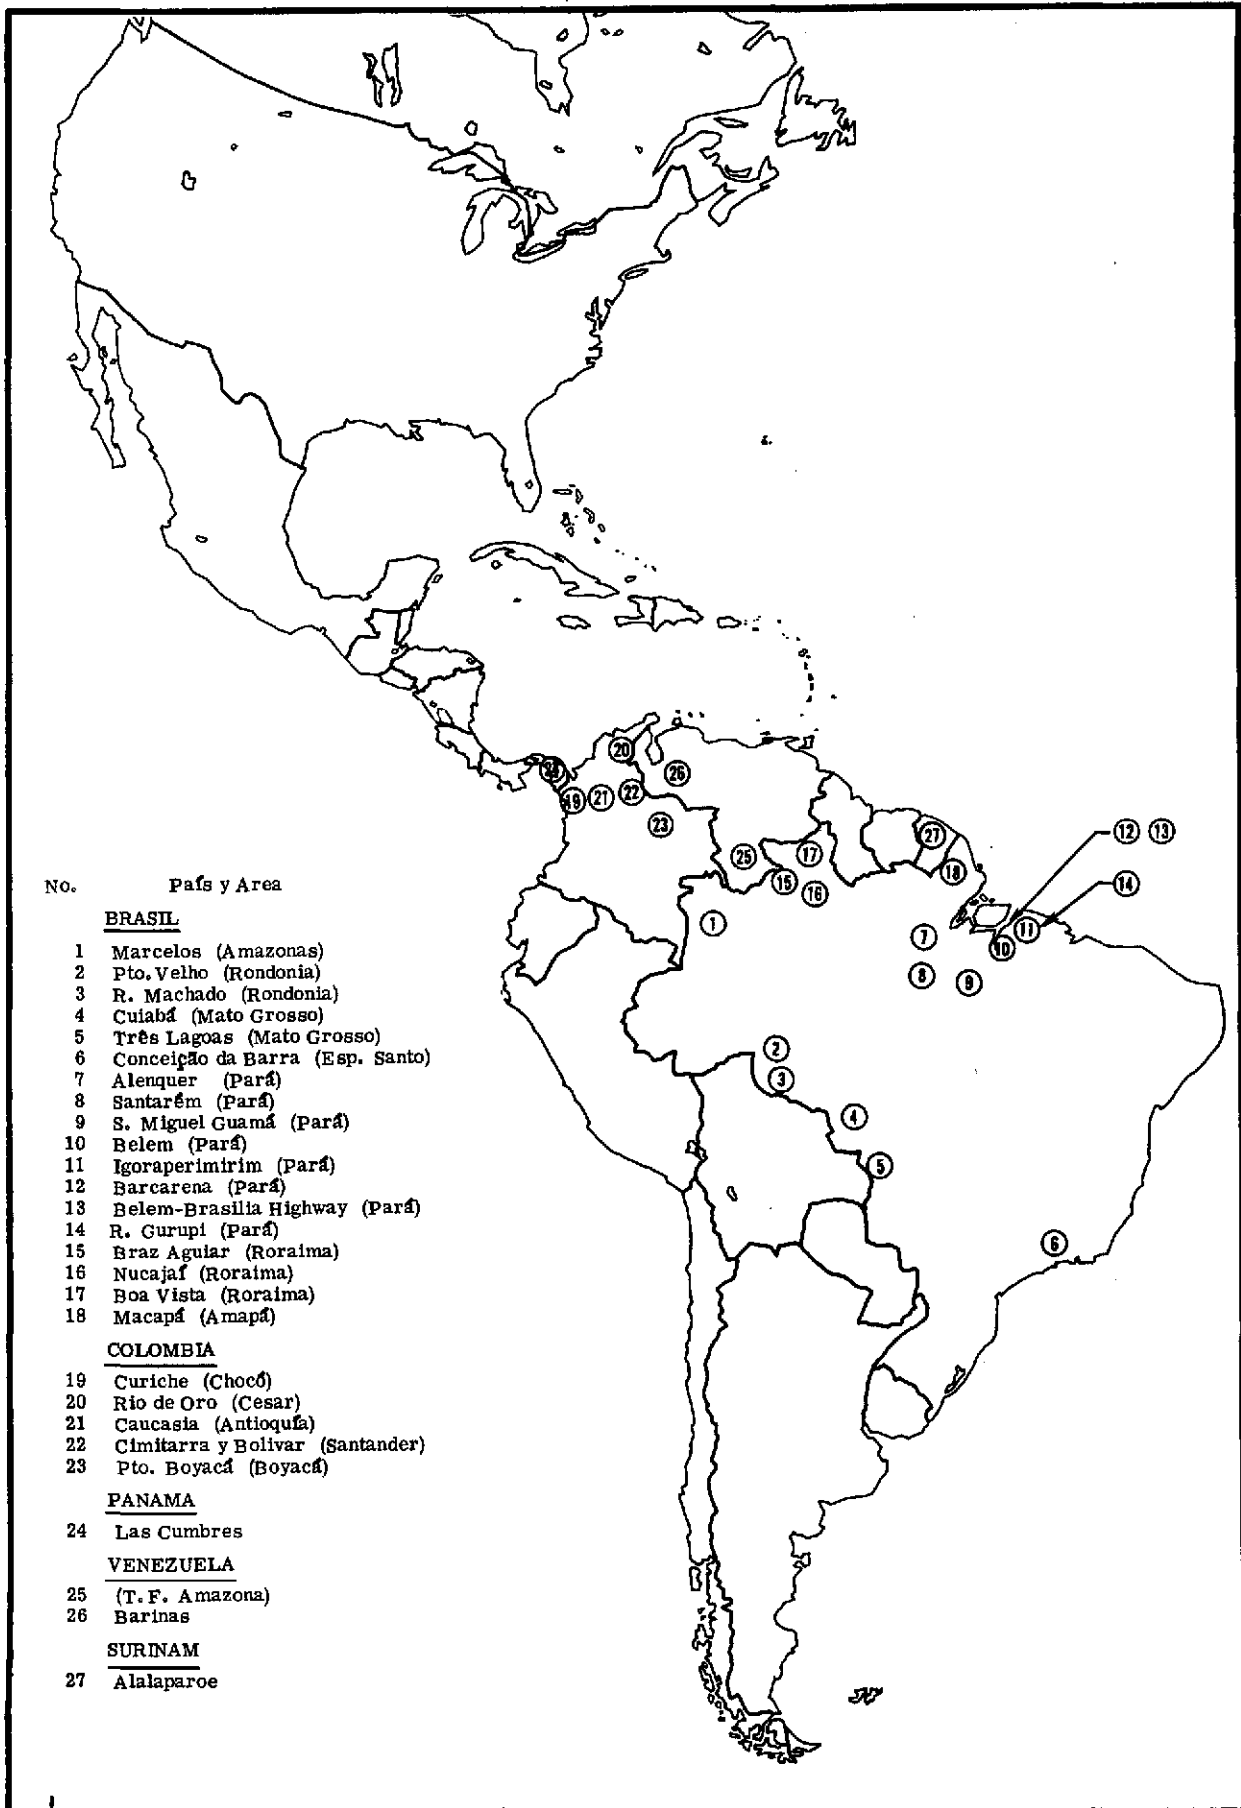 No. País y Area
BRASIL
1 Marcelos (Amazonas)
2 Pto. Velho (Rondonia)
3 R. Machado (Rondonia)
4 Cuiabá (Mato Grosso)
5 Três Lagoas (Mato Grosso)
6 Conceição da Barra (Esp. Santo)
7 Alenquer (Pará)
8 Santarém (Pará)
9 S. Miguel Guamá (Pará)
10 Belem (Pará)
11 Igoraperimirim (Pará)
12 Barcarena (Pará)
13 Belem-Brasilia Highway (Pará)
14 R. Gurupi (Pará)
15 Braz Aguiar (Roraima)
16 Nucajaí (Roraima)
17 Boa Vista (Roraima)
18 Macapá (Amapá)
COLOMBIA
19 Curiche (Chocó)
20 Rio de Oro (Cesar)
21 Caucasia (Antioquía)
22 Cimitarra y Bolivar (Santander)
23 Pto. Boyacá (Boyacá)
PANAMA
24 Las Cumbres
VENEZUELA
25 (T. F. Amazona)
26 Barinas
SURINAM
27 Alalaparoe
20
26
19 21 22
23
27
12 13
25 17
18
15 16
14
1
7
11
10
8 9
2
3
4
5
6